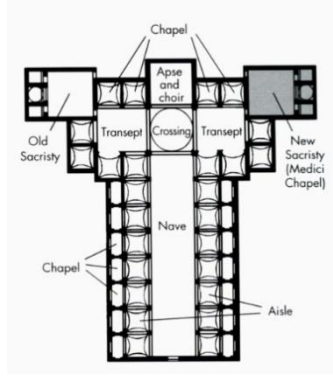 Chapel
Apse
and
choir
Transept
Crossing
Transept
Old
Sacristy
New
Sacristy
(Medici
Chapel)
Nave
Chapel
Aisle